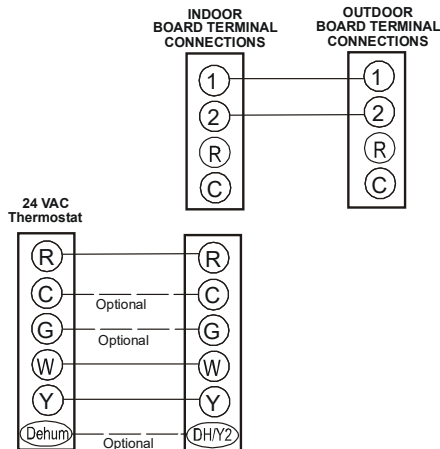 INDOOR
BOARD TERMINAL
CONNECTIONS
OUTDOOR
BOARD TERMINAL
CONNECTIONS
1 1
2 2
R R
C C
24 VAC
Thermostat
R R
C Optional C
G Optional G
W W
Y Y
Dehum Optional DH/Y2